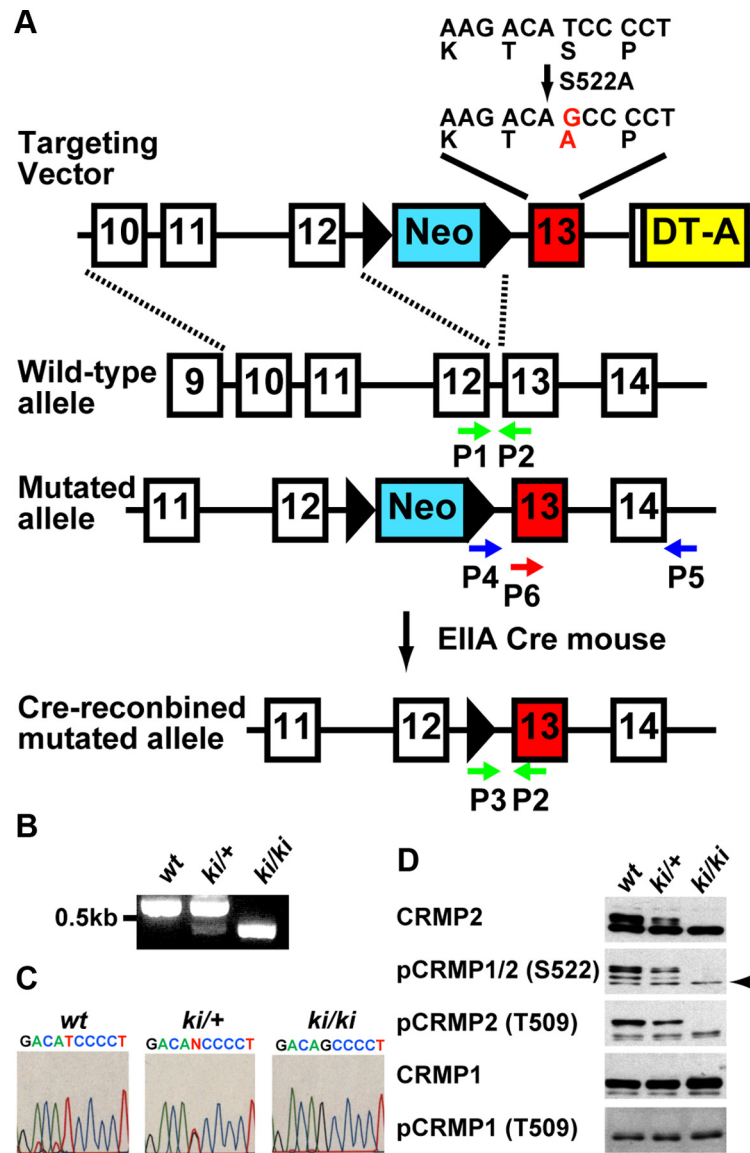 A
AAG ACA TCC CCT
K T S P
S522A
AAG ACA GCC CCT
K T A P
Targeting
Vector
10 11 12 Neo 13 DT-A
Wild-type
allele
9 10 11 12 13 14
P1 P2
Mutated
allele
11 12 Neo 13 14
P4 P5
P6
EIIA Cre mouse
Cre-reconbined
mutated allele
11 12 13 14
P3 P2
B
wt ki/+ ki/ki
0.5kb
C
wt ki/+ ki/ki
GACATCCCCT GACANCCCCT GACAGCCCCT
D
wt ki/+ ki/ki
CRMP2
pCRMP1/2 (S522)
pCRMP2 (T509)
CRMP1
pCRMP1 (T509)